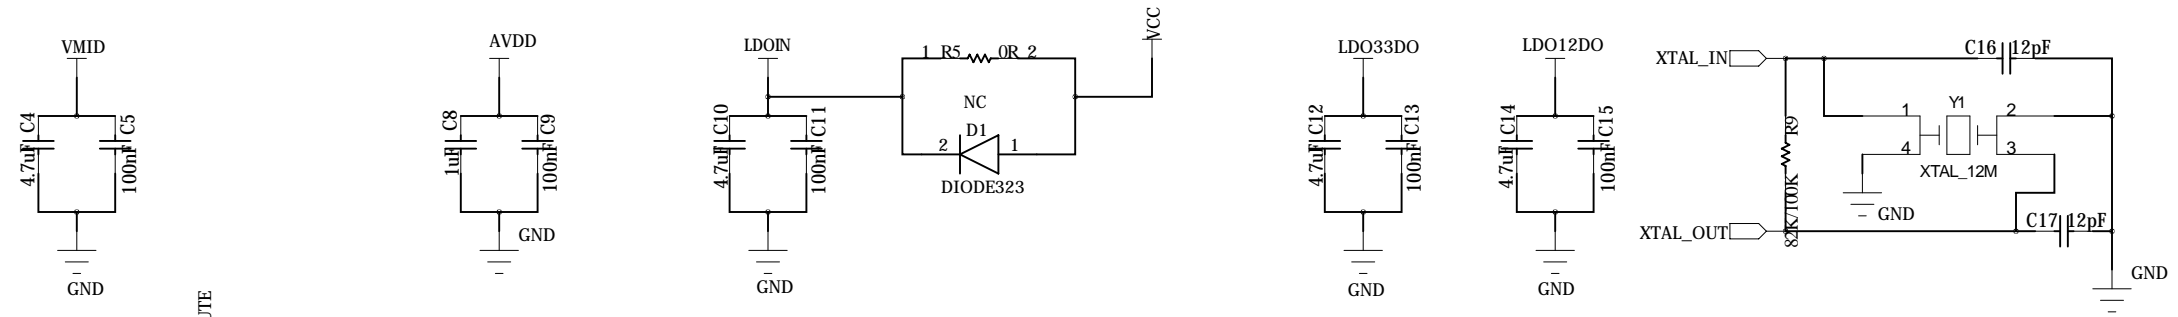 VMID
C4
4.7uF
C5
100nF
GND
UTE
AVDD
C8
1uF
C9
100nF
GND
LDOIN
C10
4.7uF
C11
100nF
GND
1 R5 0R 2
NC
D1
2 1
DIODE323
VCC
LDO33DO
C12
4.7uF
C13
100nF
GND
LDO12DO
C14
4.7uF
C15
100nF
GND
XTAL_IN
C16 12pF
R9
82K/100K
1 Y1 2
4 3
XTAL_12M
GND
XTAL_OUT
C17 12pF
GND